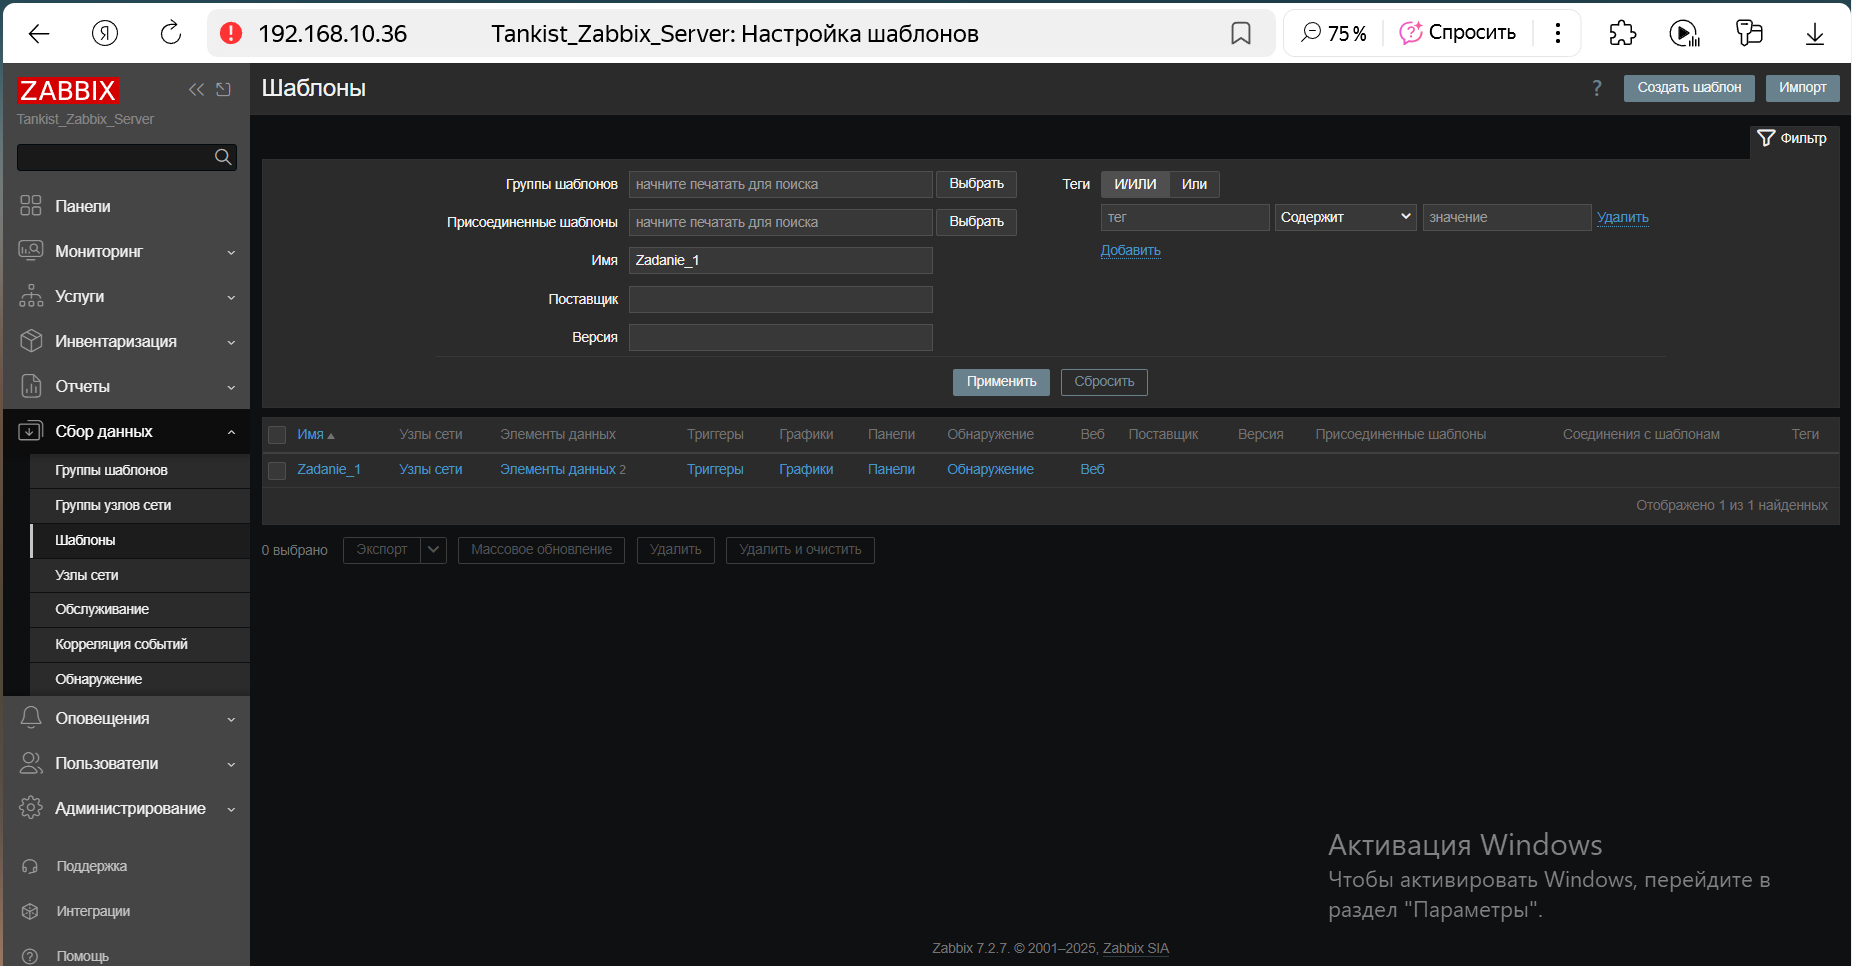 Я
192.168.10.36
Tankist_Zabbix_Server: Настройка шаблонов
75 %
Спросить
ZABBIX
Tankist_Zabbix_Server
Панели
Мониторинг
Услуги
Инвентаризация
Отчеты
Сбор данных
Группы шаблонов
Группы узлов сети
Шаблоны
Узлы сети
Обслуживание
Корреляция событий
Обнаружение
Оповещения
Пользователи
Администрирование
Поддержка
Интеграции
Помощь
Шаблоны
?
Создать шаблон
Импорт
Фильтр
Группы шаблонов начните печатать для поиска Выбрать
Присоединенные шаблоны начните печатать для поиска Выбрать
Имя Zadanie_1
Поставщик
Версия
Теги И/ИЛИ Или
тег Содержит значение Удалить
Добавить
Применить Сбросить
Имя Узлы сети Элементы данных Триггеры Графики Панели Обнаружение Веб Поставщик Версия Присоединенные шаблоны Соединения с шаблонам Теги
Zadanie_1 Узлы сети Элементы данных 2 Триггеры Графики Панели Обнаружение Веб
Отображено 1 из 1 найденных
0 выбрано Экспорт Массовое обновление Удалить Удалить и очистить
Активация Windows
Чтобы активировать Windows, перейдите в
раздел "Параметры".
Zabbix 7.2.7. © 2001–2025, Zabbix SIA